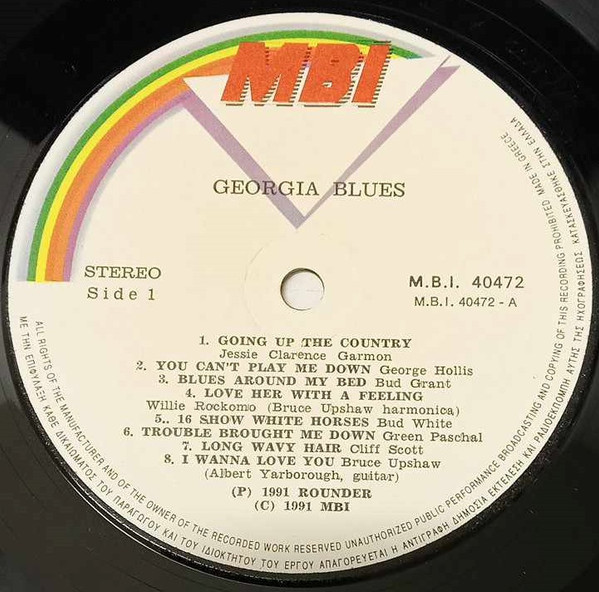 MBI
GEORGIA BLUES
STEREO
Side 1
M.B.I. 40472
M.B.I. 40472 - A
1. GOING UP THE COUNTRY
Jessie Clarence Garmon
2. YOU CAN'T PLAY ME DOWN George Hollis
3. BLUES AROUND MY BED Bud Grant
4. LOVE HER WITH A FEELING
Willie Rockomo (Bruce Upshaw harmonica)
5.. 16 SHOW WHITE HORSES Bud White
6. TROUBLE BROUGHT ME DOWN Green Paschal
7. LONG WAVY HAIR Cliff Scott
8. I WANNA LOVE YOU Bruce Upshaw
(Albert Yarborough, guitar)
(P) 1991 ROUNDER
(C) 1991 MBI
ALL RIGHTS OF THE MANUFACTURER AND OF THE OWNER OF THE RECORDED WORK RESERVED UNAUTHORIZED PUBLIC PERFORMANCE BROADCASTING AND COPYING OF THIS RECORDING PROHIBITED MADE IN GREECE
ΜΕ ΤΗΝ ΕΠΙΦΥΛΑΞΗ ΚΑΘΕ ΔΙΚΑΙΩΜΑΤΟΣ ΤΟΥ ΠΑΡΑΓΩΓΟΥ ΚΑΙ ΤΟΥ ΙΔΙΟΚΤΗΤΟΥ ΤΟΥ ΕΡΓΟΥ ΑΠΑΓΟΡΕΥΕΤΑΙ Η ΑΝΤΙΓΡΑΦΗ ΔΗΜΟΣΙΑ ΕΚΤΕΛΕΣΗ ΚΑΙ ΡΑΔΙΟΕΚΠΟΜΠΗ ΑΥΤΗΣ ΤΗΣ ΗΧΟΓΡΑΦΗΣΕΩΣ ΚΑΤΑΣΚΕΥΑΣΘΗΚΕ ΣΤΗΝ ΕΛΛΑΔΑ